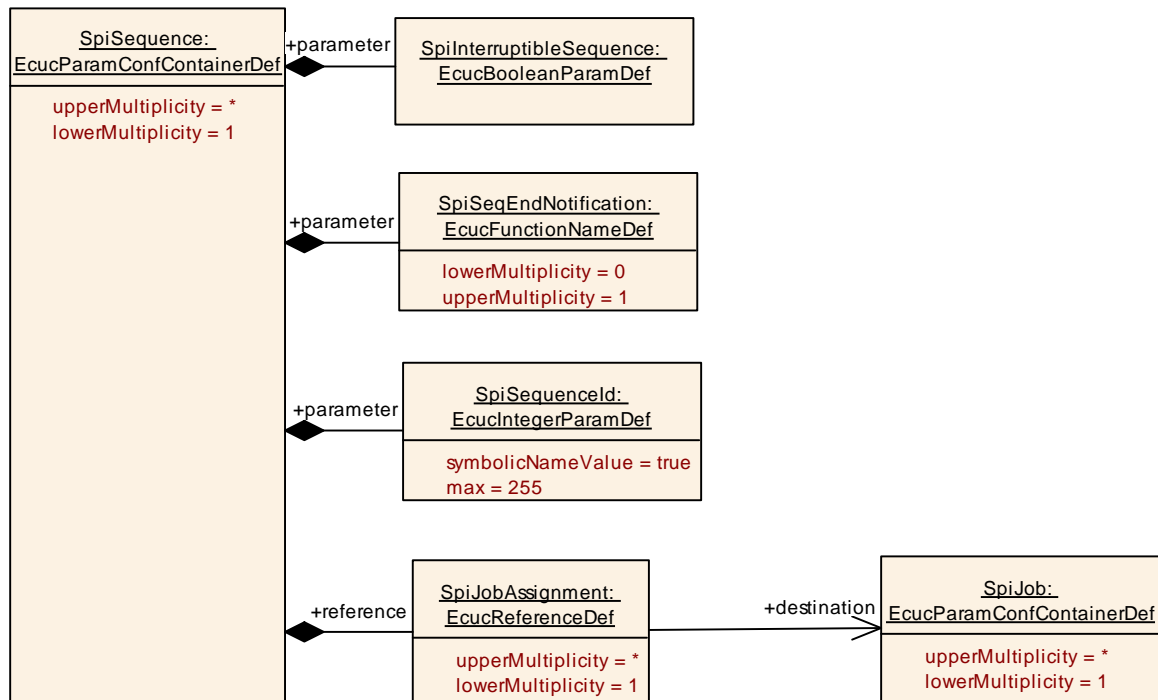 SpiSequence:
EcucParamConfContainerDef
upperMultiplicity = *
lowerMultiplicity = 1
+parameter
SpiInterruptibleSequence:
EcucBooleanParamDef
+parameter
SpiSeqEndNotification:
EcucFunctionNameDef
lowerMultiplicity = 0
upperMultiplicity = 1
+parameter
SpiSequenceId:
EcucIntegerParamDef
symbolicNameValue = true
max = 255
+reference
SpiJobAssignment:
EcucReferenceDef
upperMultiplicity = *
lowerMultiplicity = 1
+destination
SpiJob:
EcucParamConfContainerDef
upperMultiplicity = *
lowerMultiplicity = 1